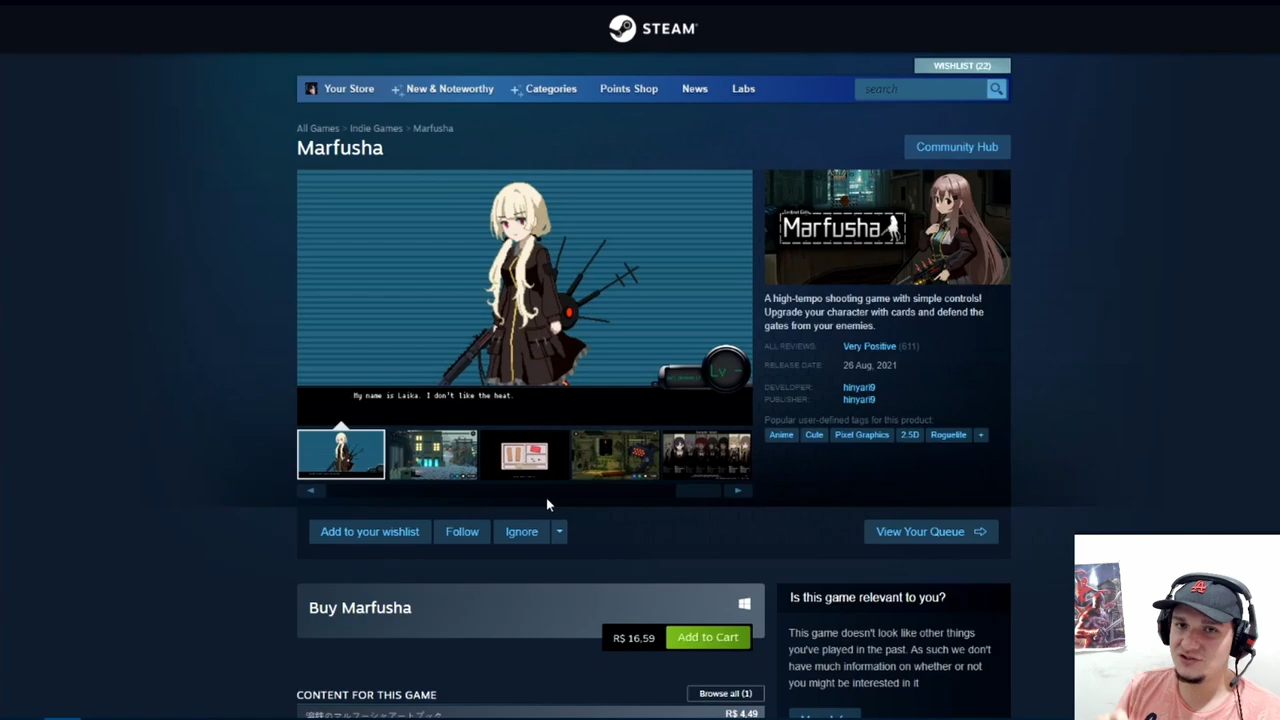 STEAM
WISHLIST (22)
Your Store New & Noteworthy Categories Points Shop News Labs search
All Games > Indie Games > Marfusha
Marfusha
Community Hub
Marfusha
Lv -
My name is Laika. I don't like the heat.
A high-tempo shooting game with simple controls!
Upgrade your character with cards and defend the
gates from your enemies.
ALL REVIEWS: Very Positive (611)
RELEASE DATE: 26 Aug, 2021
DEVELOPER: hinyari9
PUBLISHER: hinyari9
Popular user-defined tags for this product:
Anime Cute Pixel Graphics 2.5D Roguelite +
Add to your wishlist Follow Ignore View Your Queue
Buy Marfusha
R$ 16,59 Add to Cart
Is this game relevant to you?
This game doesn't look like other things
you've played in the past. As such we don't
have much information on whether or not
you might be interested in it
CONTENT FOR THIS GAME Browse all (1)
R$ 4,49